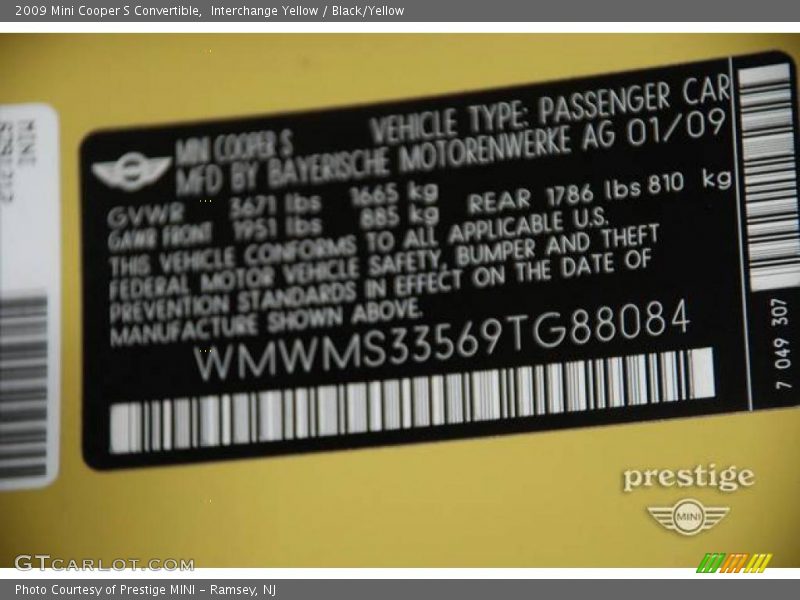 2009 Mini Cooper S Convertible,  Interchange Yellow / Black/Yellow
MINI COOPER S VEHICLE TYPE: PASSENGER CAR
MFD BY BAYERISCHE MOTORENWERKE AG 01/09
GVWR 3671 lbs 1665 kg
GAWR FRONT 1951 lbs 885 kg REAR 1786 lbs 810 kg
THIS VEHICLE CONFORMS TO ALL APPLICABLE U.S.
FEDERAL MOTOR VEHICLE SAFETY, BUMPER AND THEFT
PREVENTION STANDARDS IN EFFECT ON THE DATE OF
MANUFACTURE SHOWN ABOVE.
WMWMS33569TG88084
7 049 307
MINI
prestige
MINI
GTCARLOT.COM
Photo Courtesy of Prestige MINI - Ramsey, NJ